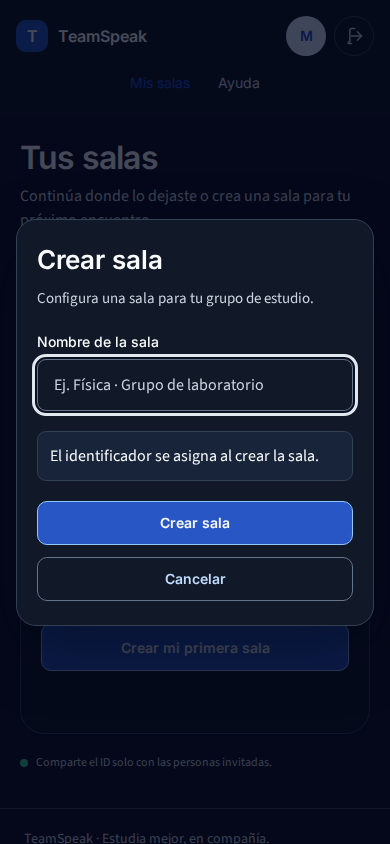 T
TeamSpeak
M
Mis salas
Ayuda
Tus salas
Continúa donde lo dejaste o crea una sala para tu
próximo encuentro.
Crear sala
Configura una sala para tu grupo de estudio.
Nombre de la sala
Ej. Física · Grupo de laboratorio
El identificador se asigna al crear la sala.
Crear sala
Cancelar
Crear mi primera sala
Comparte el ID solo con las personas invitadas.
TeamSpeak · Estudia mejor, en compañía.